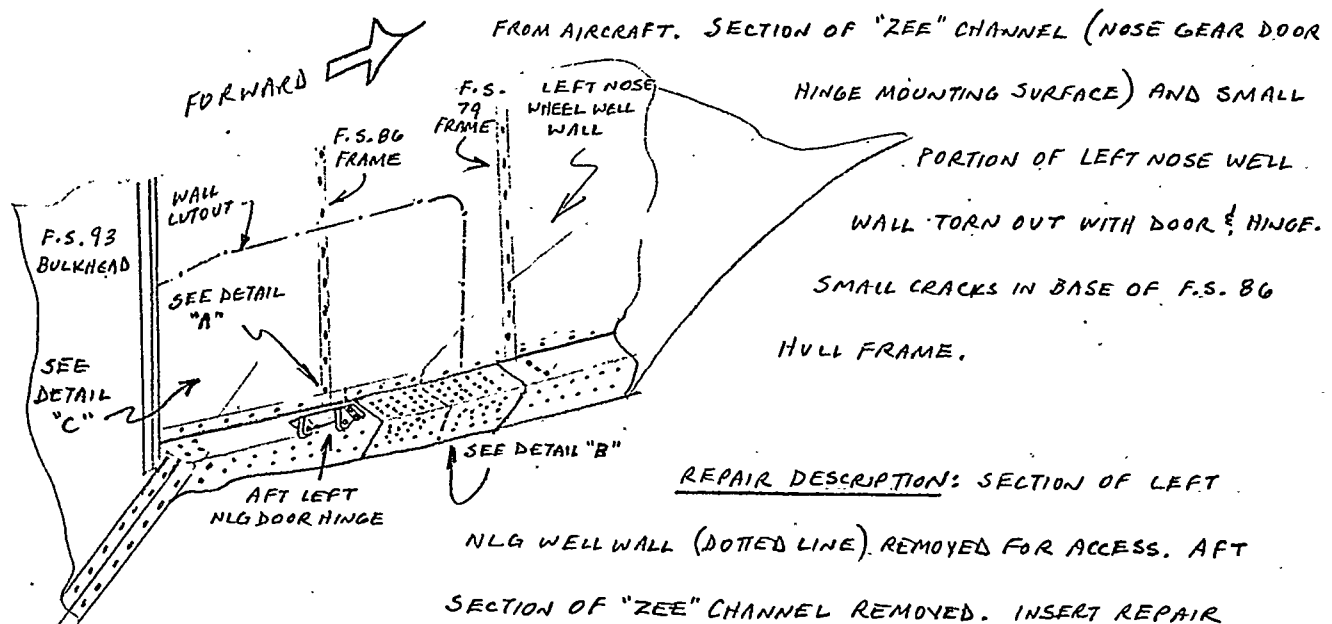 FROM AIRCRAFT. SECTION OF "ZEE" CHANNEL (NOSE GEAR DOOR
HINGE MOUNTING SURFACE) AND SMALL
PORTION OF LEFT NOSE WELL
WALL TORN OUT WITH DOOR & HINGE.
SMALL CRACKS IN BASE OF F.S. 86
HULL FRAME.
FORWARD
F.S.
79
FRAME
LEFT NOSE
WHEEL WELL
WALL
F.S. 86
FRAME
WALL
CUTOUT
F.S. 93
BULKHEAD
SEE DETAIL
"A"
SEE
DETAIL
"C"
SEE DETAIL "B"
AFT LEFT
NLG DOOR HINGE
REPAIR DESCRIPTION: SECTION OF LEFT
NLG WELL WALL (DOTTED LINE) REMOVED FOR ACCESS. AFT
SECTION OF "ZEE" CHANNEL REMOVED. INSERT REPAIR